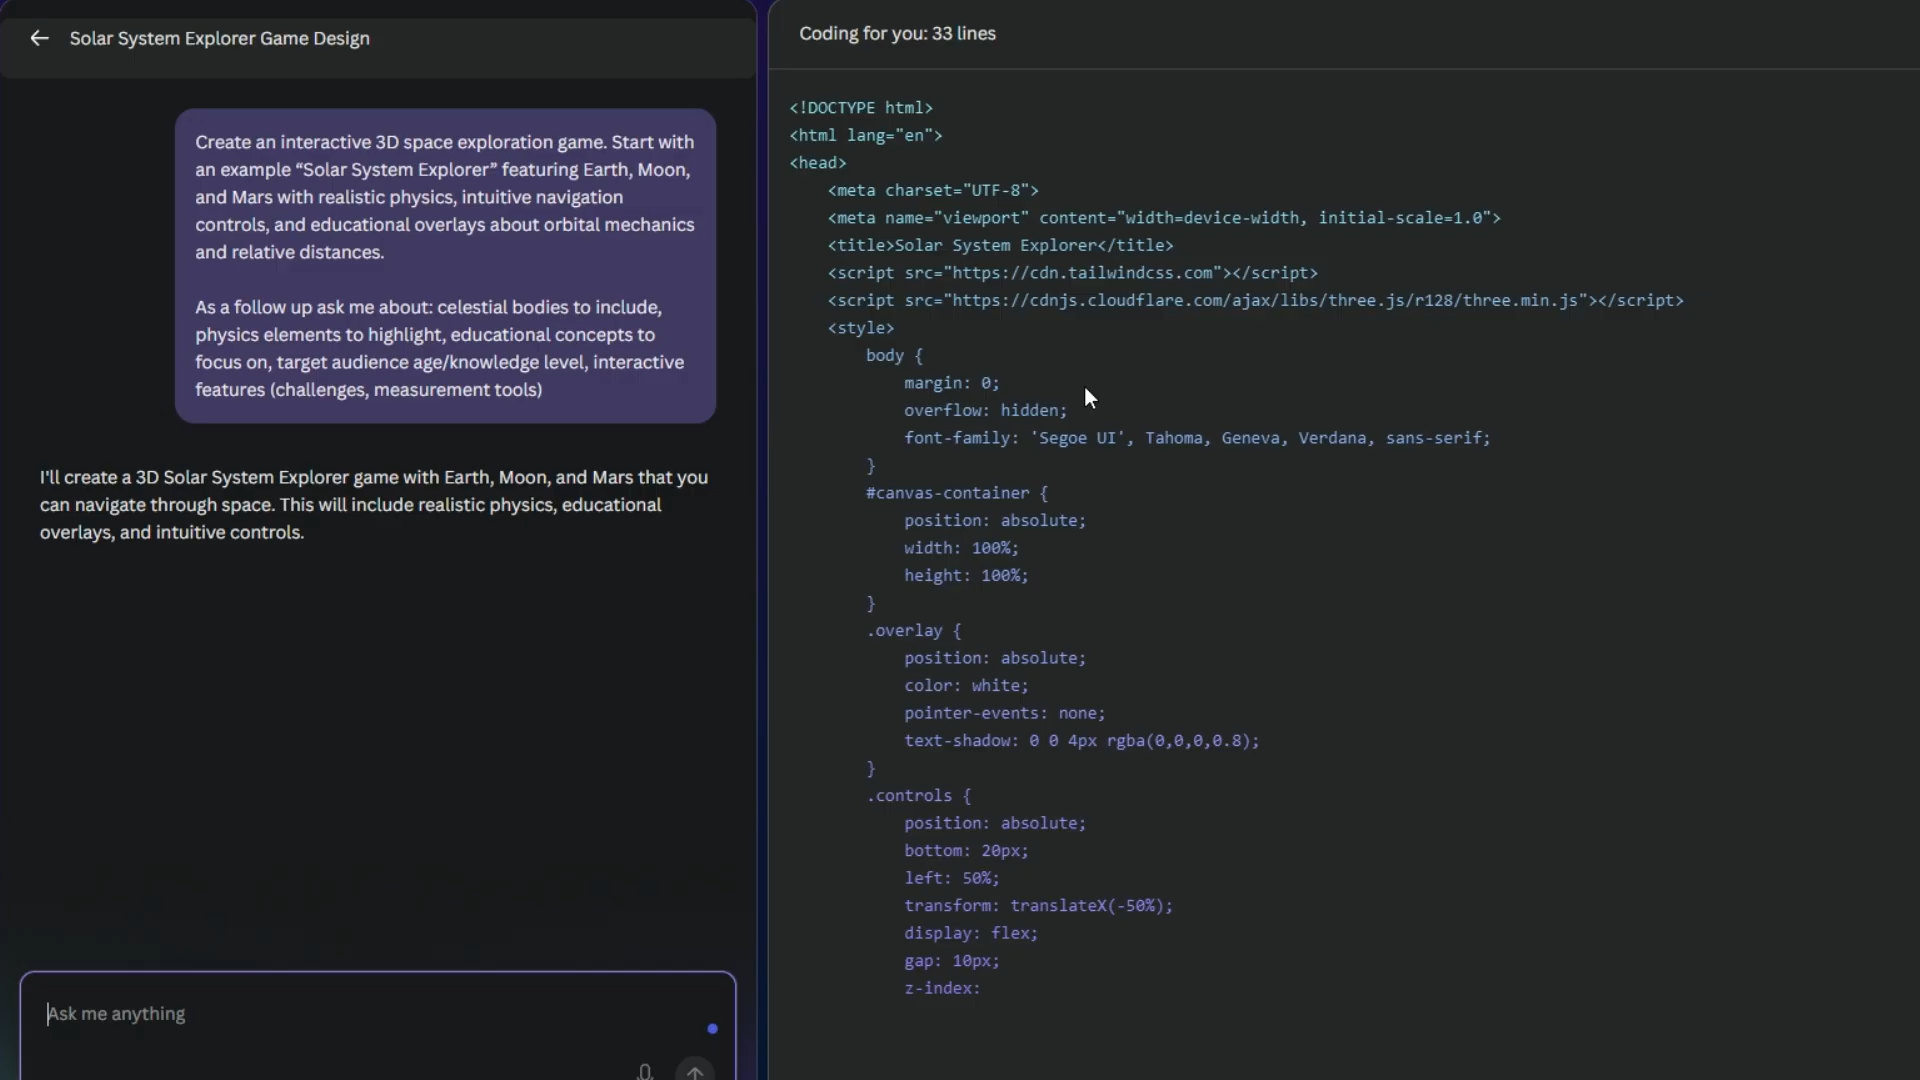 Solar System Explorer Game Design
Create an interactive 3D space exploration game. Start with
an example “Solar System Explorer” featuring Earth, Moon,
and Mars with realistic physics, intuitive navigation
controls, and educational overlays about orbital mechanics
and relative distances.
As a follow up ask me about: celestial bodies to include,
physics elements to highlight, educational concepts to
focus on, target audience age/knowledge level, interactive
features (challenges, measurement tools)
I'll create a 3D Solar System Explorer game with Earth, Moon, and Mars that you
can navigate through space. This will include realistic physics, educational
overlays, and intuitive controls.
Ask me anything
Coding for you: 33 lines
<!DOCTYPE html>
<html lang="en">
<head>
<meta charset="UTF-8">
<meta name="viewport" content="width=device-width, initial-scale=1.0">
<title>Solar System Explorer</title>
<script src="https://cdn.tailwindcss.com"></script>
<script src="https://cdnjs.cloudflare.com/ajax/libs/three.js/r128/three.min.js"></script>
<style>
body {
margin: 0;
overflow: hidden;
font-family: 'Segoe UI', Tahoma, Geneva, Verdana, sans-serif;
}
#canvas-container {
position: absolute;
width: 100%;
height: 100%;
}
.overlay {
position: absolute;
color: white;
pointer-events: none;
text-shadow: 0 0 4px rgba(0,0,0,0.8);
}
.controls {
position: absolute;
bottom: 20px;
left: 50%;
transform: translateX(-50%);
display: flex;
gap: 10px;
z-index: